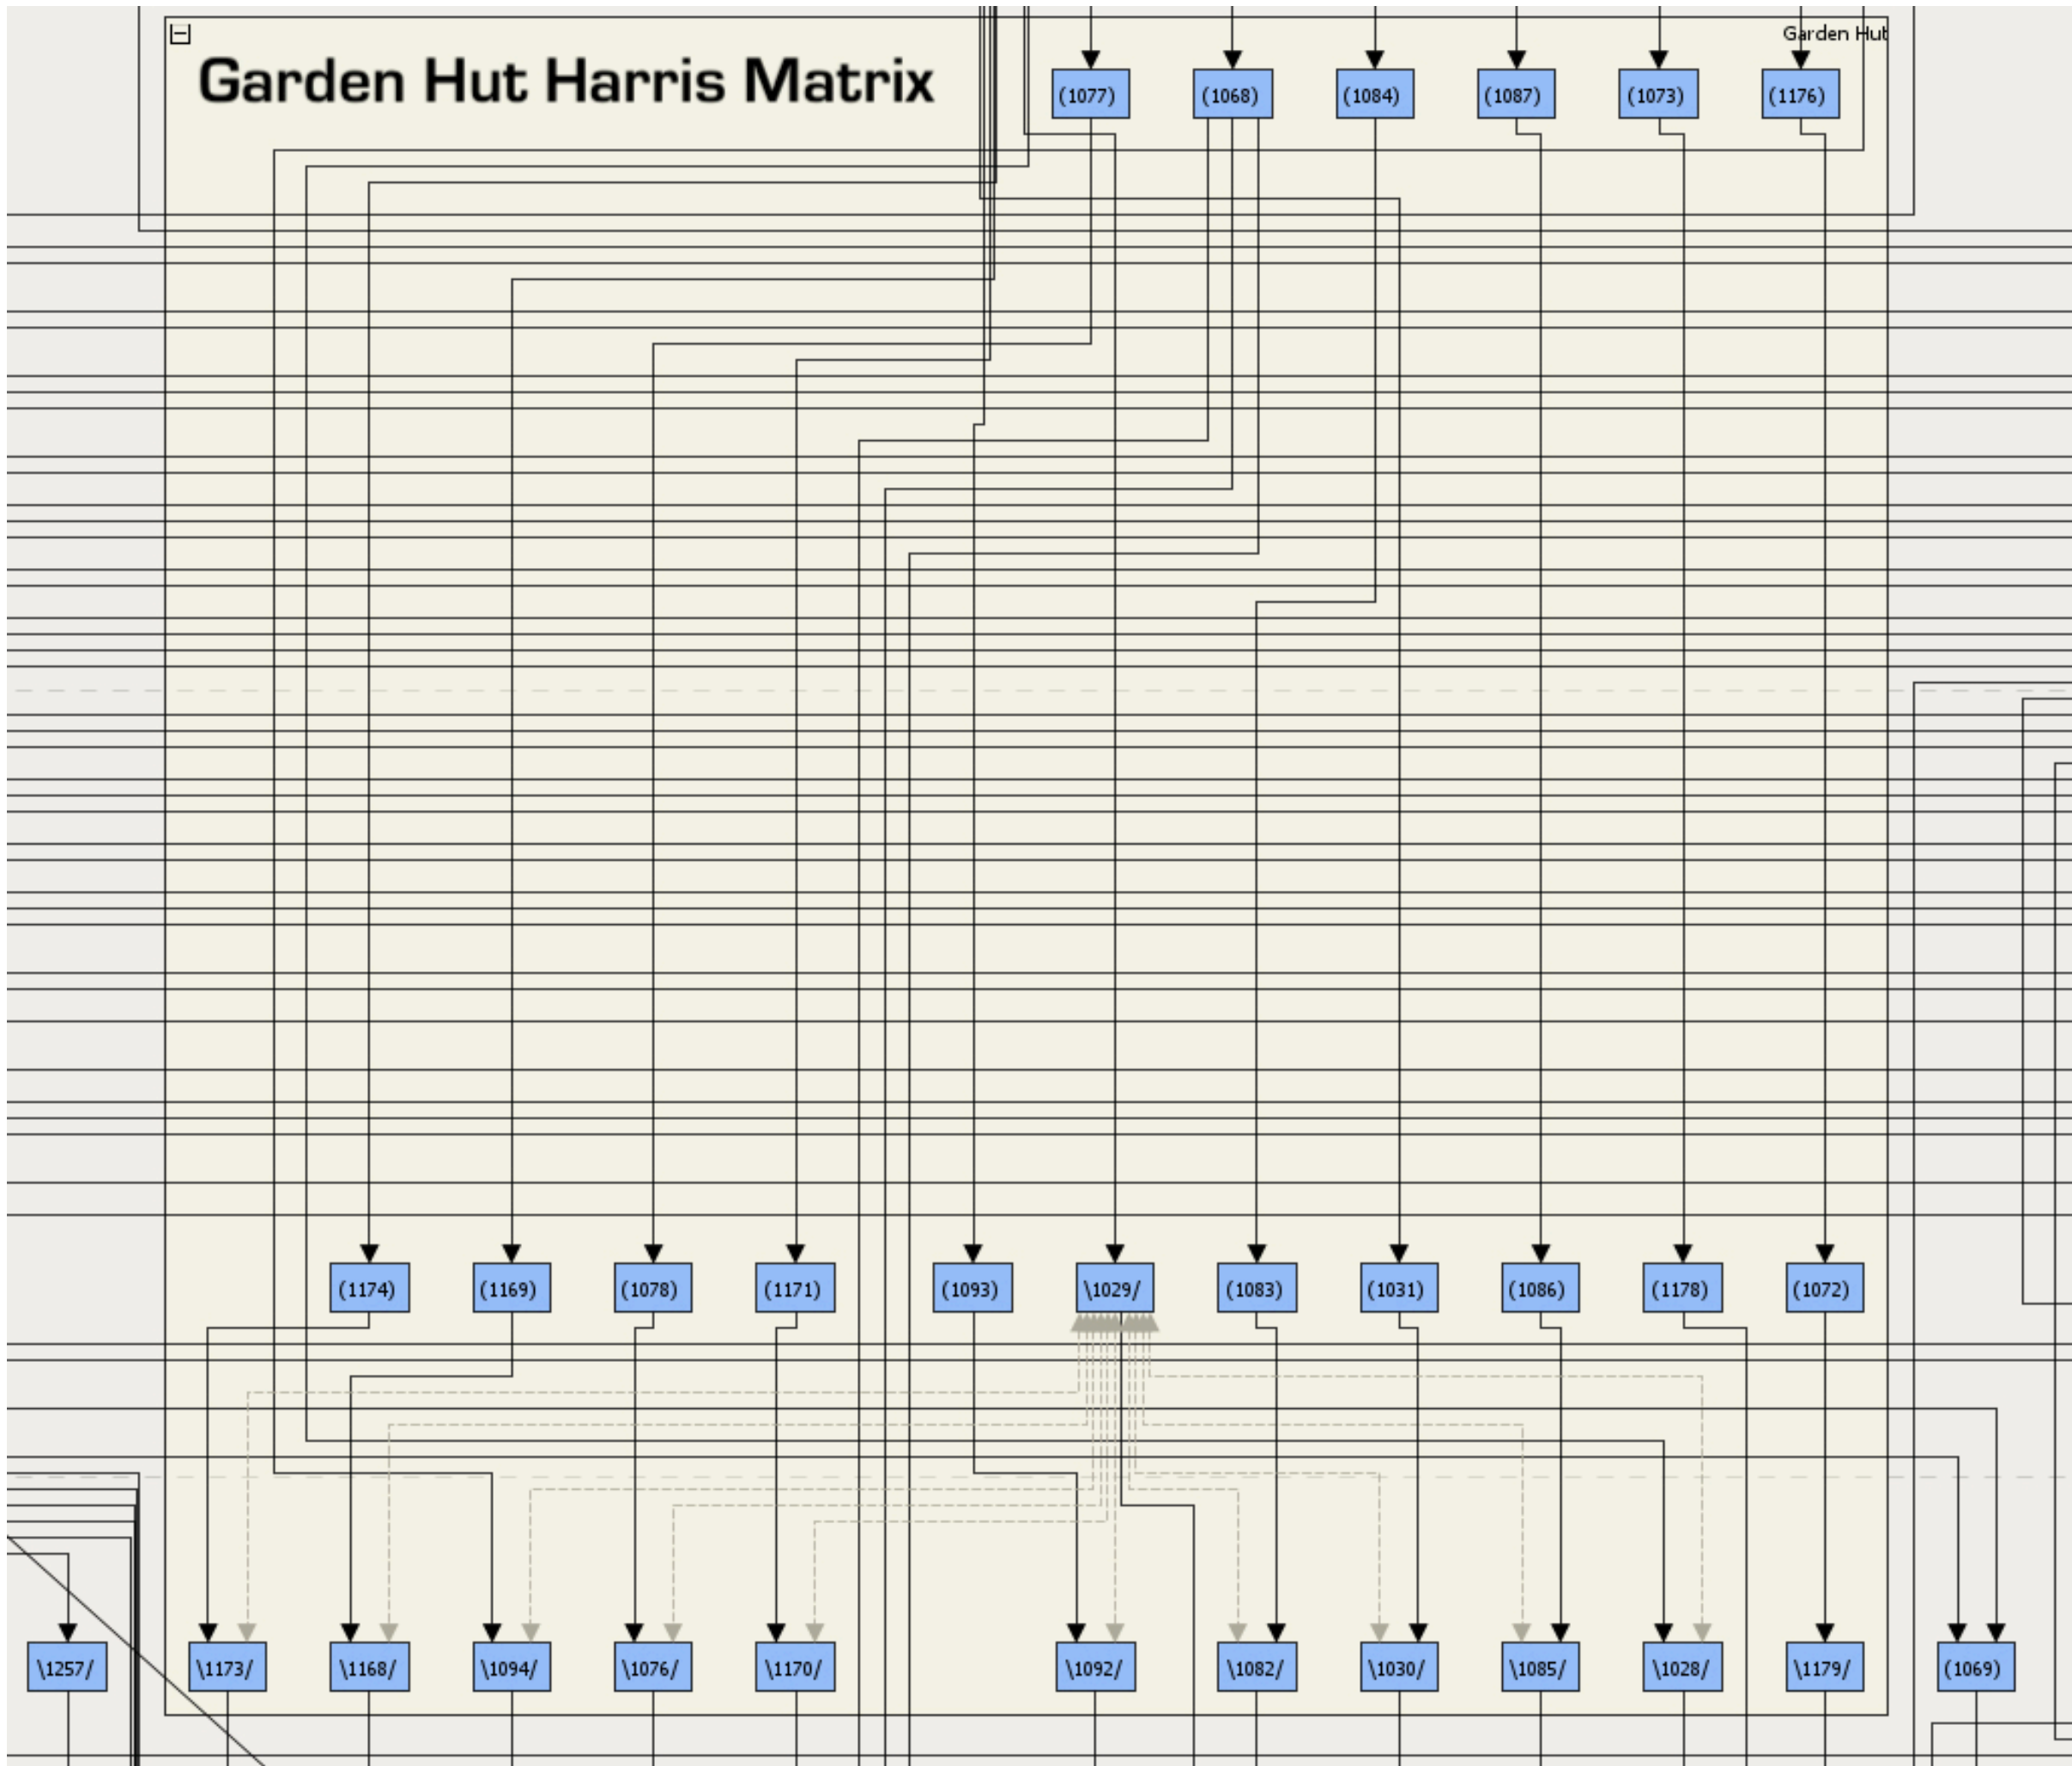 Garden Hut
Garden Hut Harris Matrix
(1077) (1068) (1084) (1087) (1073) (1176)
(1174) (1169) (1078) (1171) (1093) \1029/ (1083) (1031) (1086) (1178) (1072)
\1257/ \1173/ \1168/ \1094/ \1076/ \1170/ \1092/ \1082/ \1030/ \1085/ \1028/ \1179/ (1069)